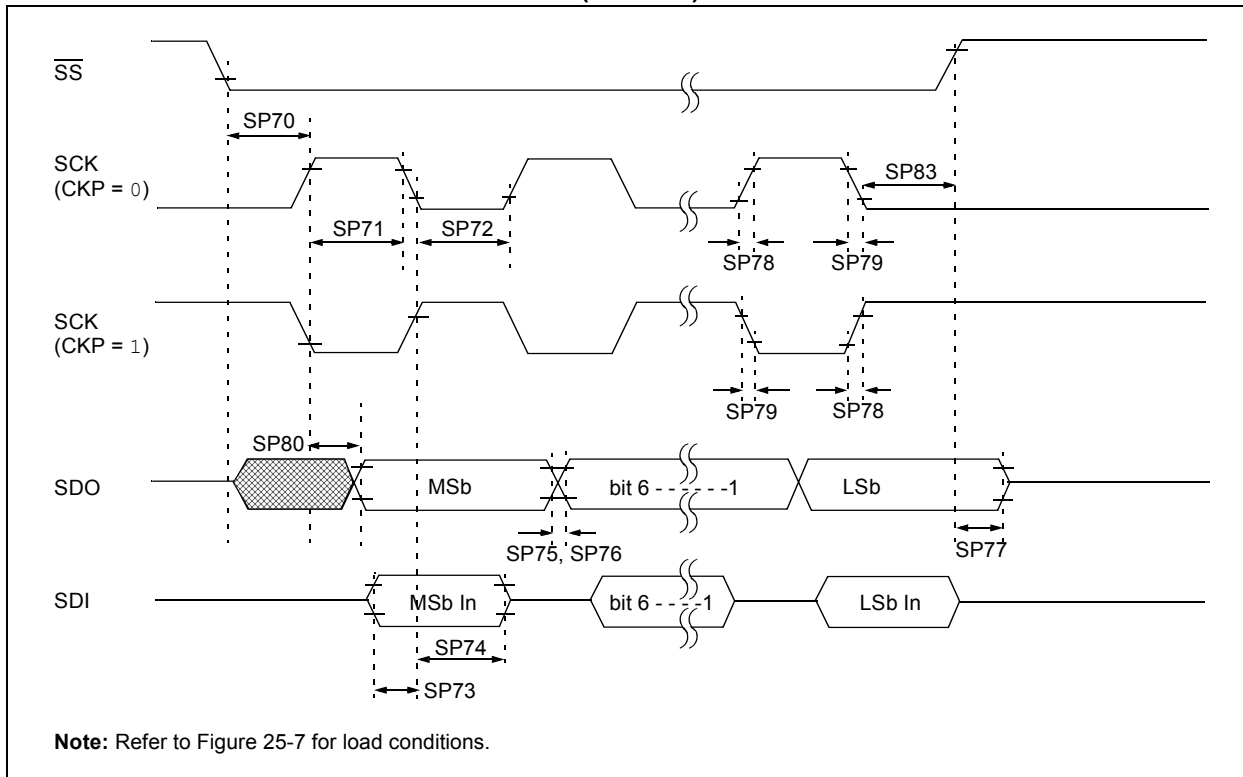 SS
SP70
SCK
(CKP = 0)
SP83
SP71
SP72
SP78
SP79
SCK
(CKP = 1)
SP79
SP78
SP80
SDO
MSb
bit 6 - - - - - -1
LSb
SP75, SP76
SP77
SDI
MSb In
bit 6 - - - -1
LSb In
SP74
SP73
Note: Refer to Figure 25-7 for load conditions.